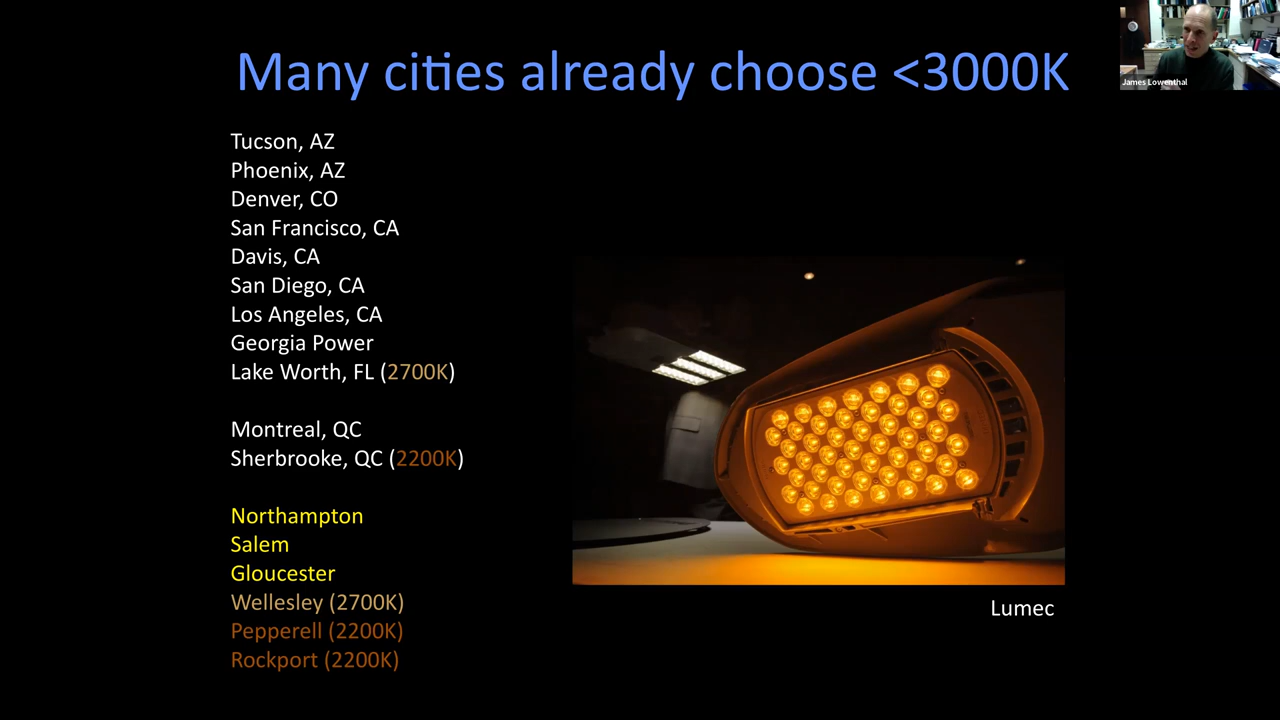 Many cities already choose <3000K
James Lowenthal
Tucson, AZ
Phoenix, AZ
Denver, CO
San Francisco, CA
Davis, CA
San Diego, CA
Los Angeles, CA
Georgia Power
Lake Worth, FL (2700K)
Montreal, QC
Sherbrooke, QC (2200K)
Northampton
Salem
Gloucester
Wellesley (2700K)
Pepperell (2200K)
Rockport (2200K)
Lumec